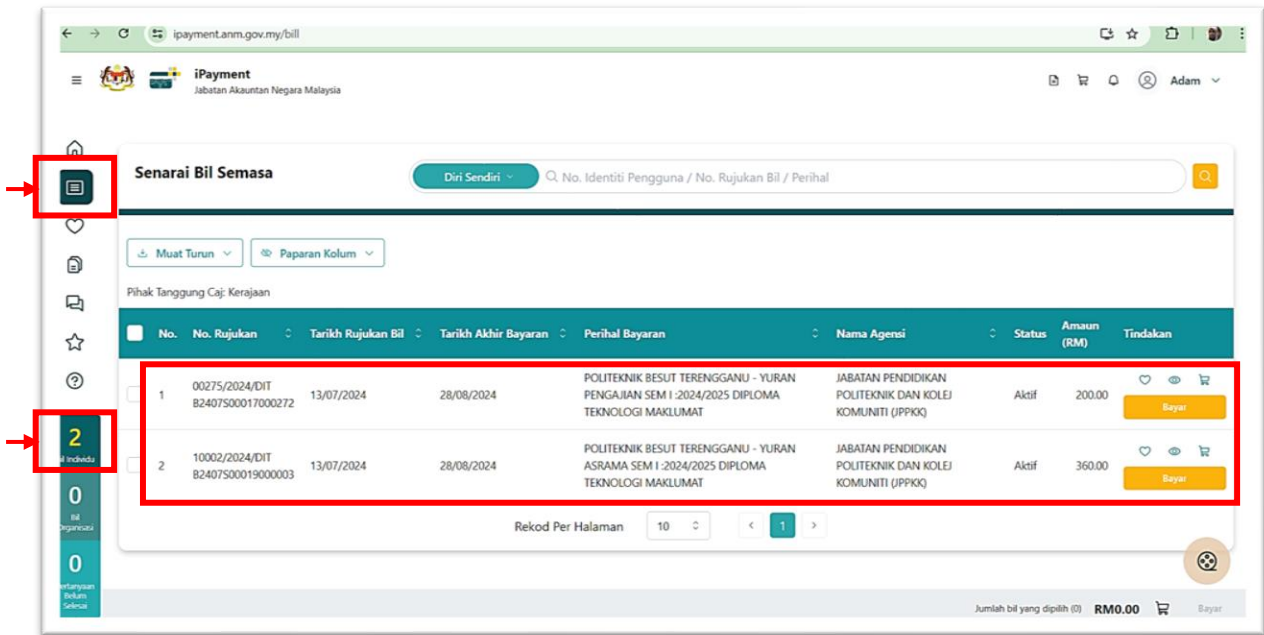 ipayment.anm.gov.my/bill
iPayment
Jabatan Akauntan Negara Malaysia
Adam
Senarai Bil Semasa
Diri Sendiri
No. Identiti Pengguna / No. Rujukan Bil / Perihal
Muat Turun
Paparan Kolum
Pihak Tanggung Caj: Kerajaan
No. No. Rujukan Tarikh Rujukan Bil Tarikh Akhir Bayaran Perihal Bayaran Nama Agensi Status Amaun (RM) Tindakan
1 00275/2024/DIT 13/07/2024 28/08/2024 POLITEKNIK BESUT TERENGGANU - YURAN JABATAN PENDIDIKAN Aktif 200.00
B2407S00017000272 PENGAJIAN SEM I :2024/2025 DIPLOMA POLITEKNIK DAN KOLEJ Bayar
TEKNOLOGI MAKLUMAT KOMUNITI (JPPKK)
2 10002/2024/DIT 13/07/2024 28/08/2024 POLITEKNIK BESUT TERENGGANU - YURAN JABATAN PENDIDIKAN Aktif 360.00
B2407S00019000003 ASRAMA SEM I :2024/2025 DIPLOMA POLITEKNIK DAN KOLEJ Bayar
TEKNOLOGI MAKLUMAT KOMUNITI (JPPKK)
Rekod Per Halaman 10 1
2
Individu
0
Bil
Organisasi
0
Belum
Selesai
Jumlah bil yang dipilih (0) RM0.00 Bayar